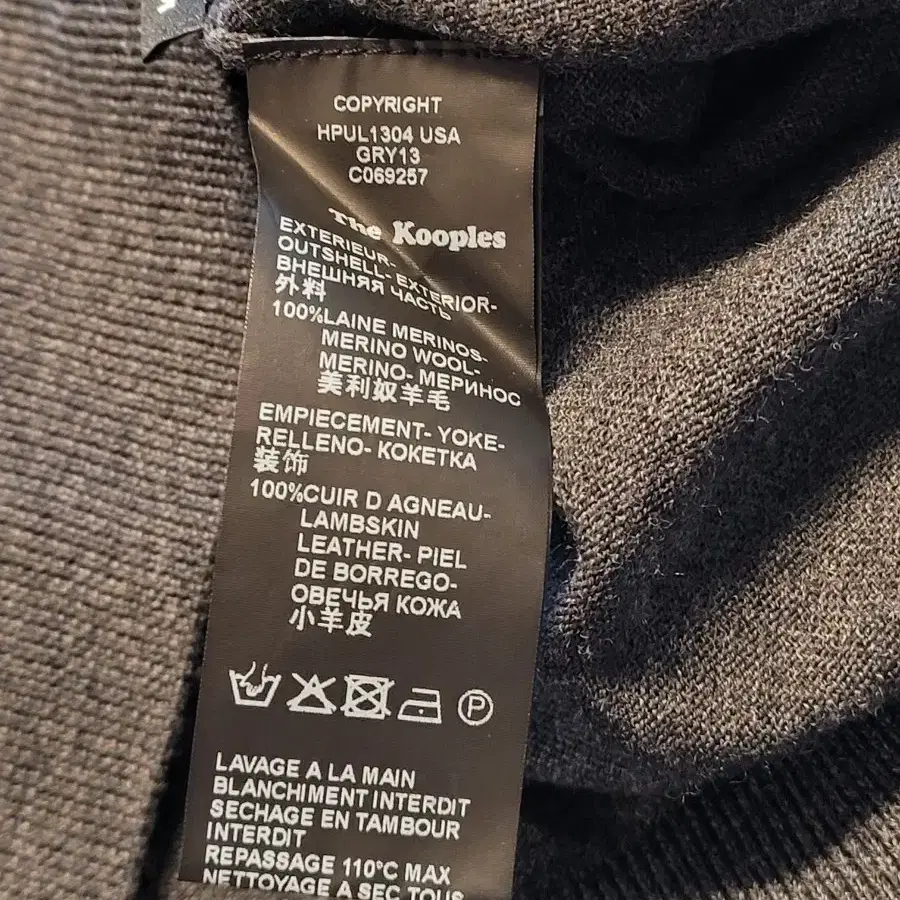 COPYRIGHT
HPUL1304 USA
GRY13
C069257
The Kooples
EXTERIEUR-
OUTSHELL- EXTERIOR-
ВНЕШНЯЯ ЧАСТЬ
外料
100%LAINE MERINOS-
MERINO WOOL-
MERINO- МЕРИНОС
美利奴羊毛
EMPIECEMENT- YOKE-
RELLENO- КОКЕТКА
装饰
100%CUIR D AGNEAU-
LAMBSKIN
LEATHER- PIEL
DE BORREGO-
ОВЕЧЬЯ КОЖА
小羊皮
P
LAVAGE A LA MAIN
BLANCHIMENT INTERDIT
SECHAGE EN TAMBOUR
INTERDIT
REPASSAGE 110°C MAX
NETTOYAGE A SEC TOUS